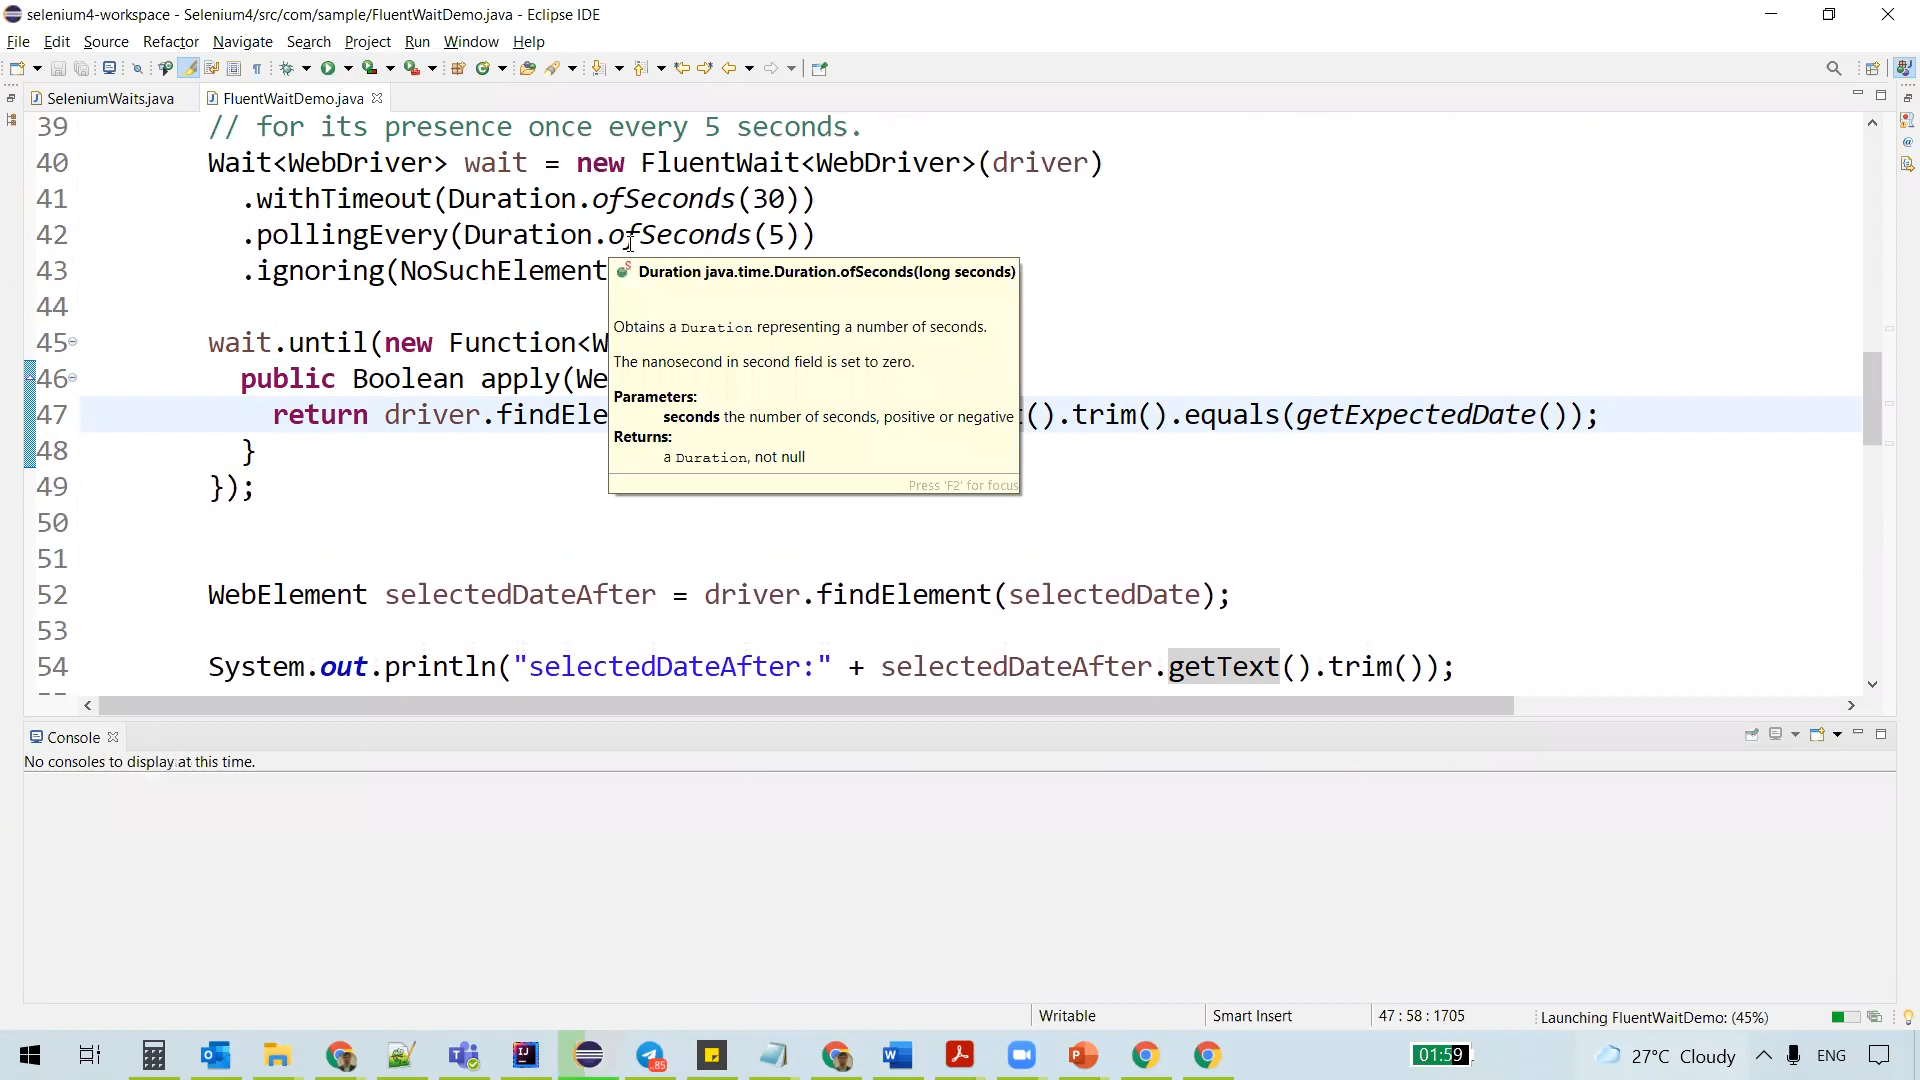 selenium4-workspace - Selenium4/src/com/sample/FluentWaitDemo.java - Eclipse IDE
File Edit Source Refactor Navigate Search Project Run Window Help
SeleniumWaits.java FluentWaitDemo.java
39 // for its presence once every 5 seconds.
40 Wait<WebDriver> wait = new FluentWait<WebDriver>(driver)
41 .withTimeout(Duration.ofSeconds(30))
42 .pollingEvery(Duration.ofSeconds(5))
43 .ignoring(NoSuchElement
Duration java.time.Duration.ofSeconds(long seconds)
44
Obtains a Duration representing a number of seconds.
45 wait.until(new Function<W
The nanosecond in second field is set to zero.
46 public Boolean apply(We
Parameters:
seconds the number of seconds, positive or negative
47 return driver.findEle t().trim().equals(getExpectedDate());
Returns:
48 }
a Duration, not null
49 });
Press 'F2' for focus
50
51
52 WebElement selectedDateAfter = driver.findElement(selectedDate);
53
54 System.out.println("selectedDateAfter:" + selectedDateAfter.getText().trim());
Console
No consoles to display at this time.
Writable Smart Insert 47 : 58 : 1705 Launching FluentWaitDemo: (45%)
85 01:59 27°C Cloudy ENG